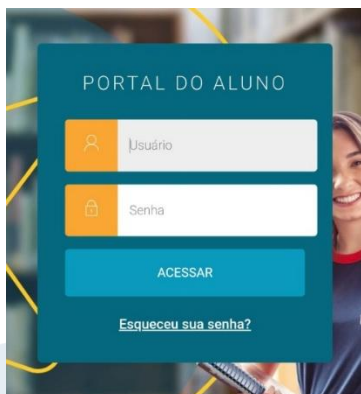 PORTAL DO ALUNO
Usuário
Senha
ACESSAR
Esqueceu sua senha?